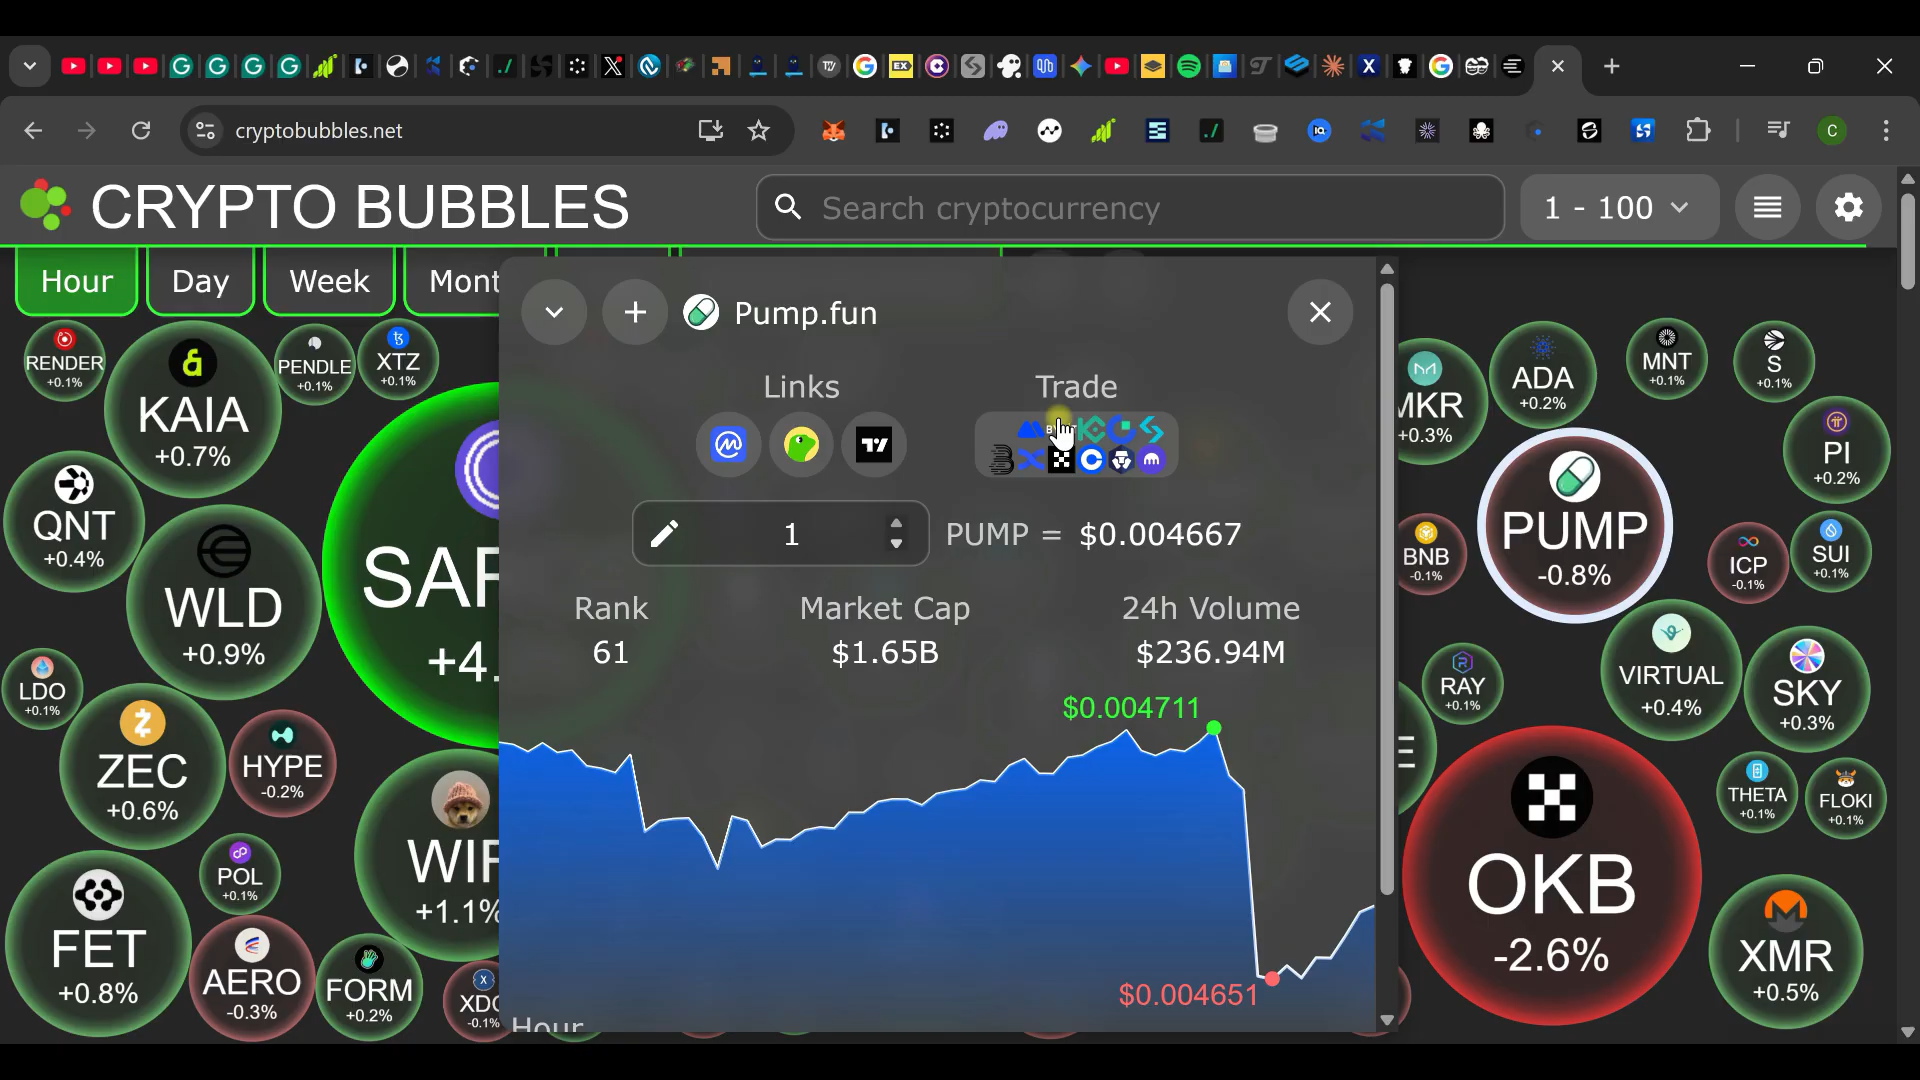 cryptobubbles.net
C
CRYPTO BUBBLES
Search cryptocurrency
1 - 100
Hour
Day
Week
Mont
Pump.fun
Links
Trade
1
PUMP = $0.004667
Rank
Market Cap
24h Volume
61
$1.65B
$236.94M
$0.004711
$0.004651
Hour
RENDER
+0.1%
KAIA
+0.7%
PENDLE
+0.1%
XTZ
+0.1%
QNT
+0.4%
WLD
+0.9%
SAF
+4.
LDO
+0.1%
ZEC
+0.6%
HYPE
-0.2%
WIF
+1.1%
POL
+0.1%
FET
+0.8%
AERO
-0.3%
FORM
+0.2%
XDC
-0.1%
MKR
+0.3%
ADA
+0.2%
MNT
+0.1%
S
+0.1%
PI
+0.2%
BNB
-0.1%
PUMP
-0.8%
ICP
-0.1%
SUI
+0.1%
RAY
+0.1%
VIRTUAL
+0.4%
SKY
+0.3%
E
OKB
-2.6%
THETA
+0.1%
FLOKI
+0.1%
XMR
+0.5%